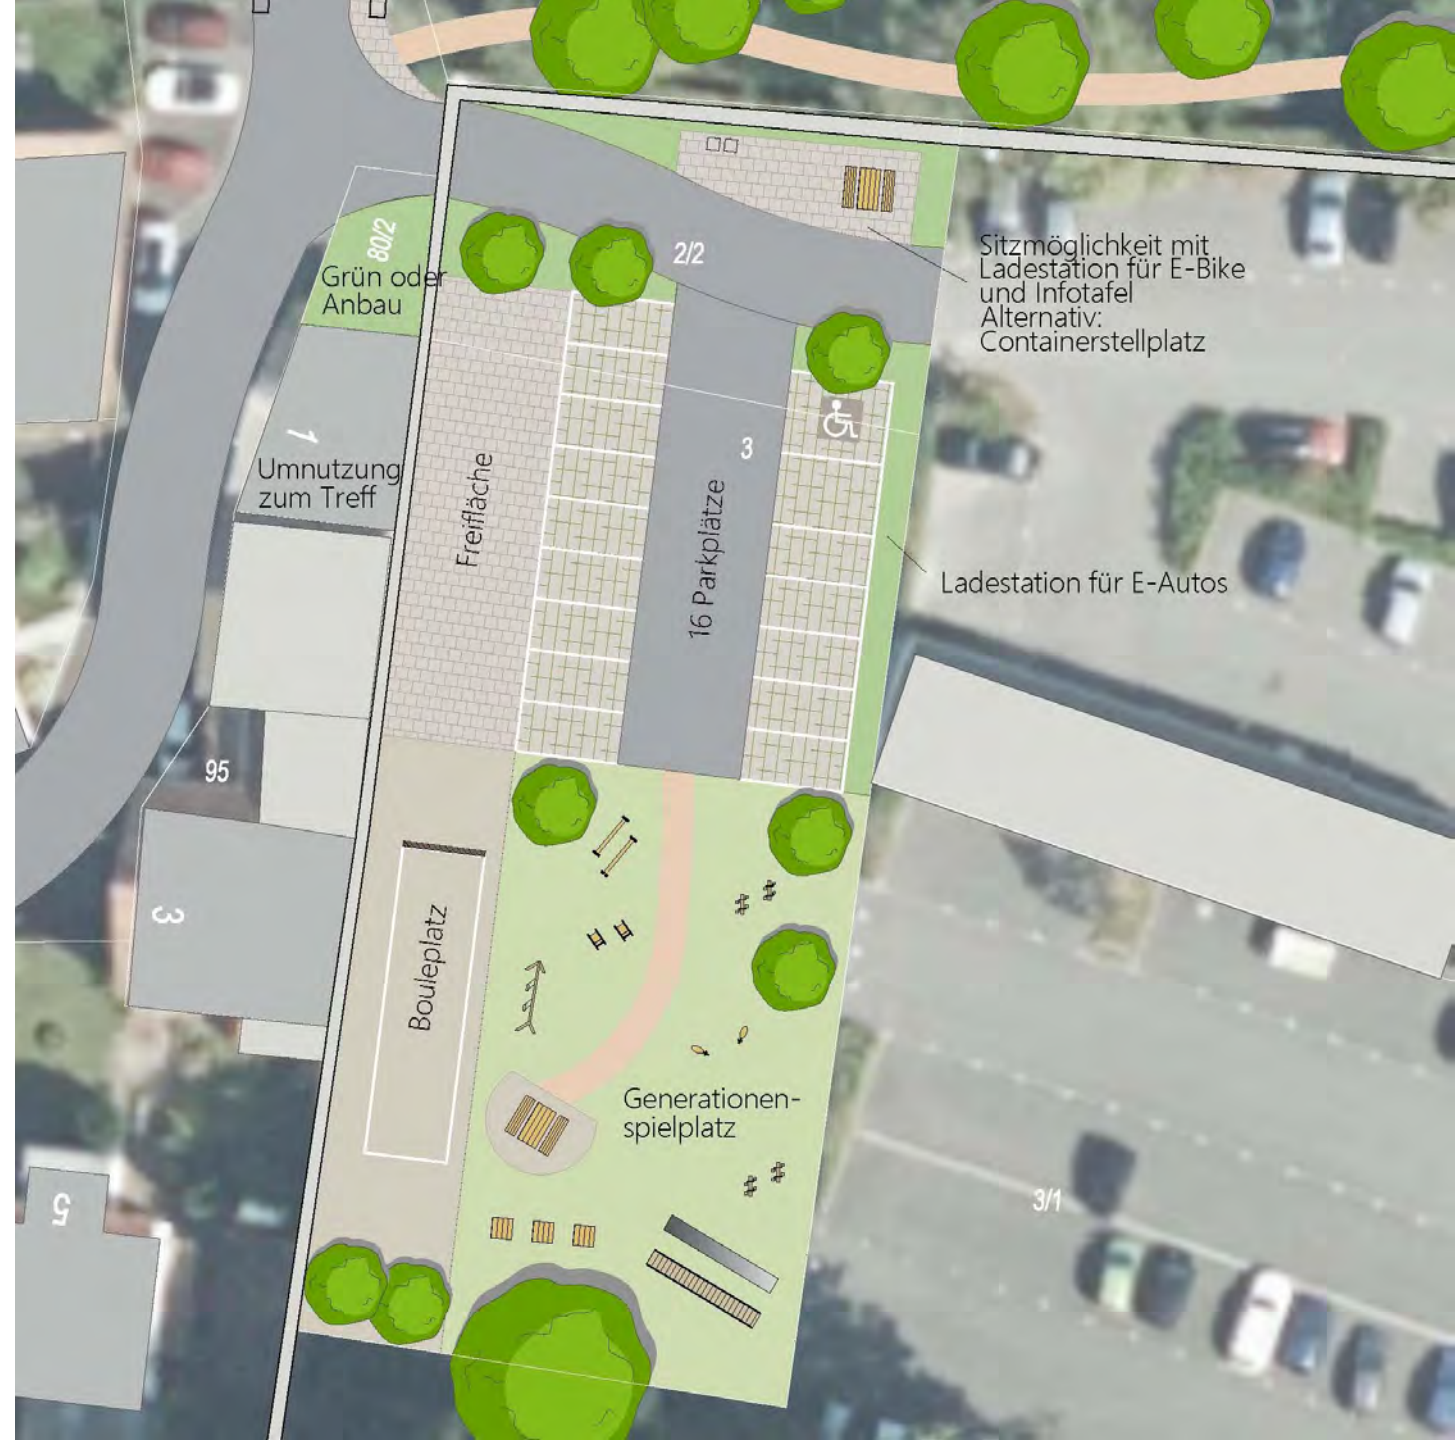 80/2
Grün oder
Anbau
2/2
Sitzmöglichkeit mit
Ladestation für E-Bike
und Infotafel
Alternativ:
Containerstellplatz
1
Umnutzung
zum Treff
Freifläche
3
16 Parkplätze
Ladestation für E-Autos
95
3
Bouleplatz
Generationen-
spielplatz
3/1
5